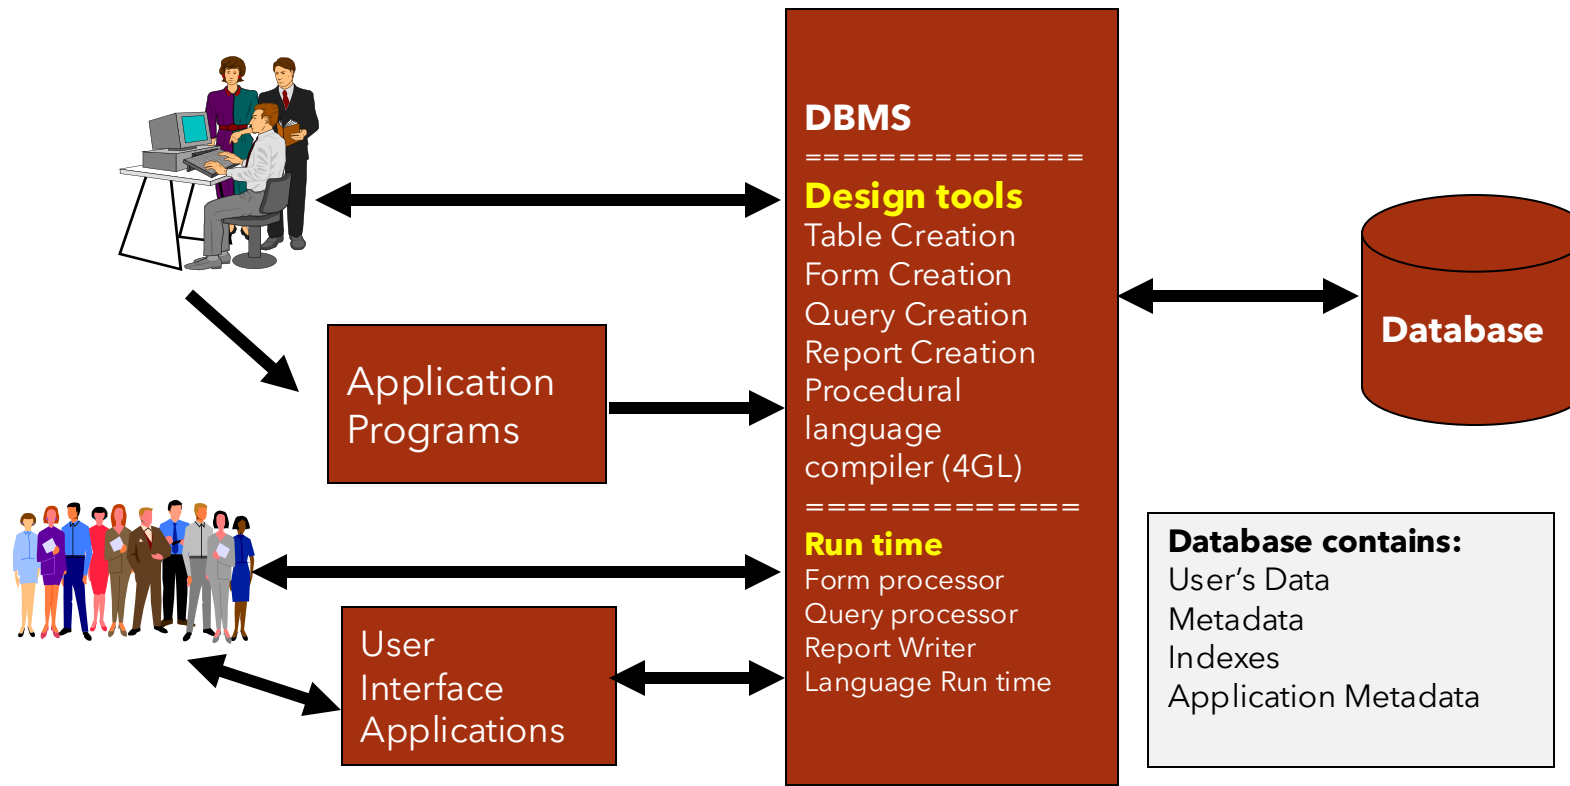 DBMS
===============
Design tools
Table Creation
Form Creation
Query Creation
Report Creation
Procedural
language
compiler (4GL)
=============
Run time
Form processor
Query processor
Report Writer
Language Run time
Application
Programs
User
Interface
Applications
Database
Database contains:
User’s Data
Metadata
Indexes
Application Metadata